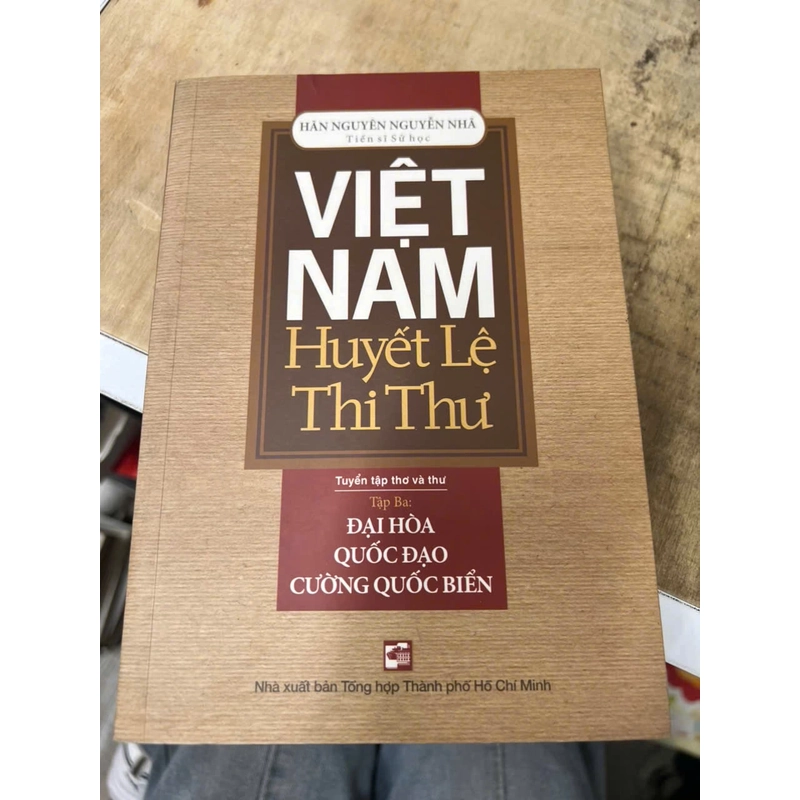 HÃN NGUYÊN NGUYỄN NHÃ
Tiến sĩ Sử học
VIỆT
NAM
Huyết Lệ
Thi Thư
Tuyển tập thơ và thư
Tập Ba:
ĐẠI HÒA
QUỐC ĐẠO
CƯỜNG QUỐC BIỂN
Nhà xuất bản Tổng hợp Thành phố Hồ Chí Minh